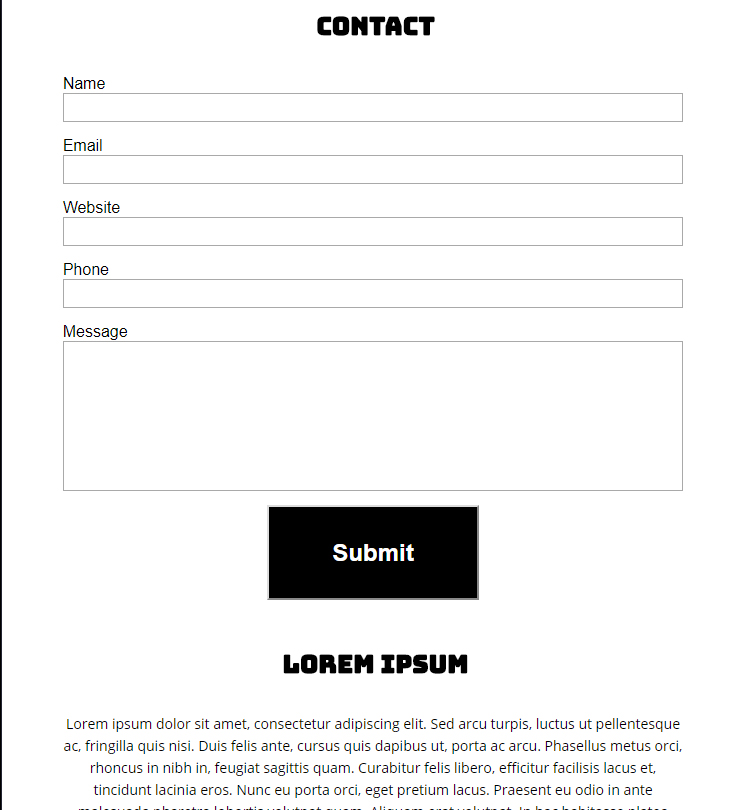 CONTACT
Name
Email
Website
Phone
Message
Submit
LOREM IPSUM
Lorem ipsum dolor sit amet, consectetur adipiscing elit. Sed arcu turpis, luctus ut pellentesque
ac, fringilla quis nisi. Duis felis ante, cursus quis dapibus ut, porta ac arcu. Phasellus metus orci,
rhoncus in nibh in, feugiat sagittis quam. Curabitur felis libero, efficitur facilisis lacus et,
tincidunt lacinia eros. Nunc eu porta orci, eget pretium lacus. Praesent eu odio in ante